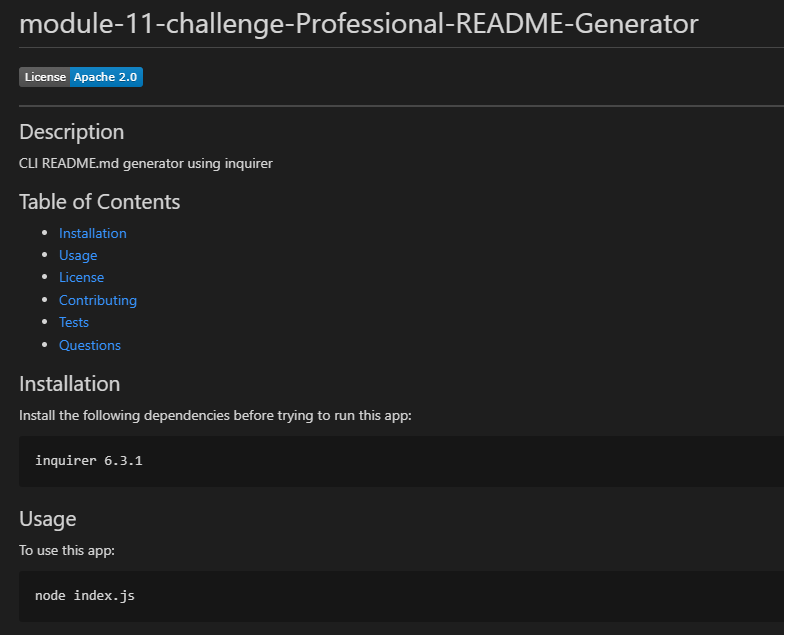 module-11-challenge-Professional-README-Generator
License Apache 2.0
Description
CLI README.md generator using inquirer
Table of Contents
Installation
Usage
License
Contributing
Tests
Questions
Installation
Install the following dependencies before trying to run this app:
inquirer 6.3.1
Usage
To use this app:
node index.js